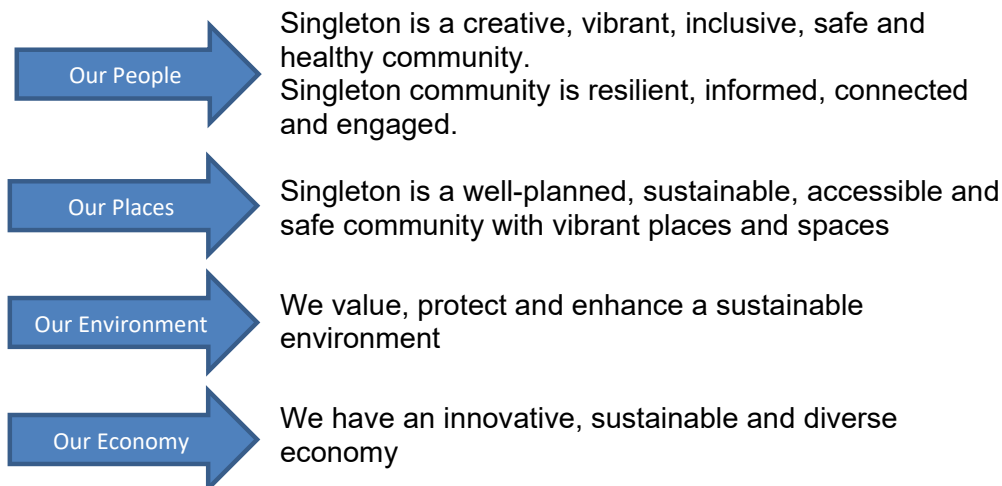 Our People
Singleton is a creative, vibrant, inclusive, safe and
healthy community.
Singleton community is resilient, informed, connected
and engaged.
Our Places
Singleton is a well-planned, sustainable, accessible and
safe community with vibrant places and spaces
Our Environment
We value, protect and enhance a sustainable
environment
Our Economy
We have an innovative, sustainable and diverse
economy